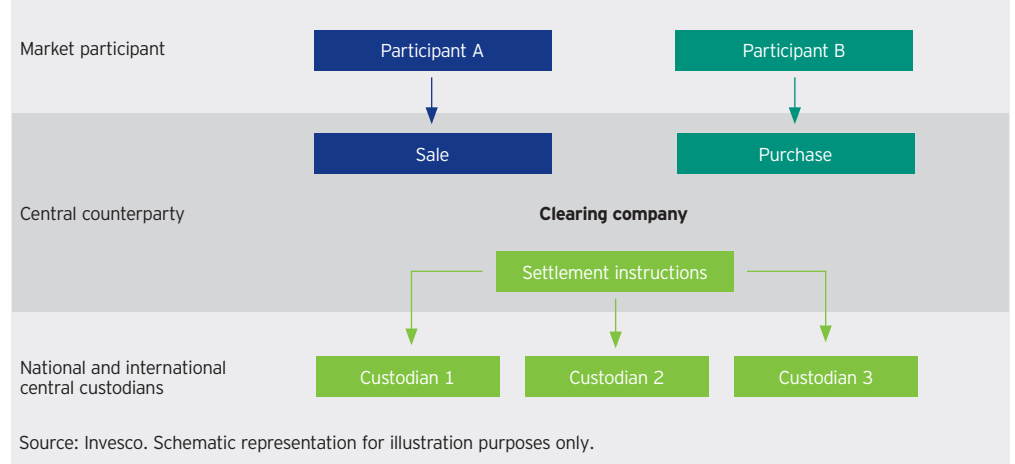 Market participant
Participant A
Participant B
Sale
Purchase
Central counterparty
Clearing company
Settlement instructions
National and international
central custodians
Custodian 1
Custodian 2
Custodian 3
Source: Invesco. Schematic representation for illustration purposes only.